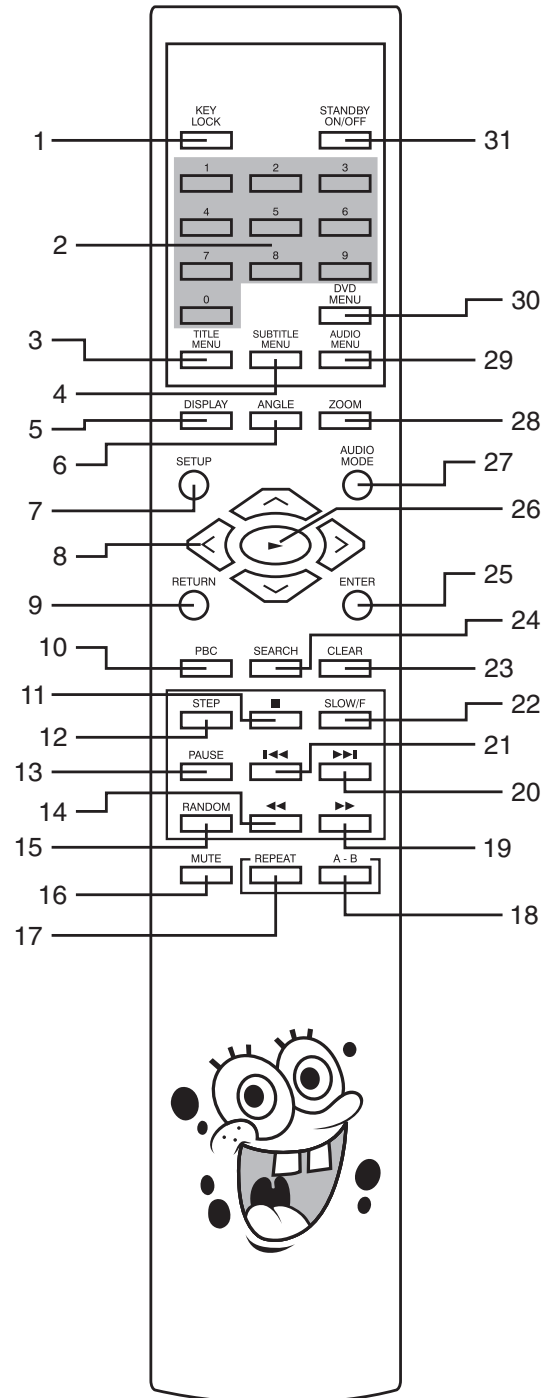 KEY
LOCK
STANDBY
ON/OFF
1
31
1 2 3
4 5 6
2
7 8 9
0
DVD
MENU
30
3
TITLE
MENU
SUBTITLE
MENU
AUDIO
MENU
29
4
DISPLAY ANGLE ZOOM
5
28
6
SETUP
AUDIO
MODE
27
7
26
8
RETURN
ENTER
25
9
24
10
PBC SEARCH CLEAR
23
11
STEP ■ SLOW/F
22
12
21
PAUSE
13
20
14
RANDOM
15
19
MUTE REPEAT A - B
16
18
17